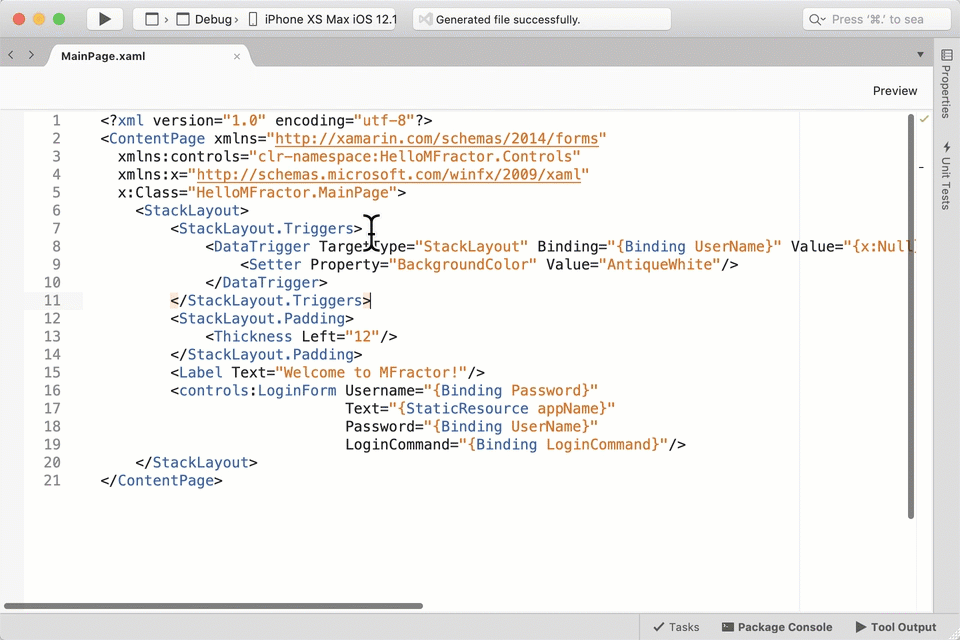 Debug
iPhone XS Max iOS 12.1
Generated file successfully.
Press '⌘.' to sea
MainPage.xaml
Preview
Properties
Unit Tests
1 <?xml version="1.0" encoding="utf-8"?>
2 <ContentPage xmlns="http://xamarin.com/schemas/2014/forms"
3 xmlns:controls="clr-namespace:HelloMFractor.Controls"
4 xmlns:x="http://schemas.microsoft.com/winfx/2009/xaml"
5 x:Class="HelloMFractor.MainPage">
6 <StackLayout>
7 <StackLayout.Triggers>
8 <DataTrigger TargetType="StackLayout" Binding="{Binding UserName}" Value="{x:Null
9 <Setter Property="BackgroundColor" Value="AntiqueWhite"/>
10 </DataTrigger>
11 </StackLayout.Triggers>
12 <StackLayout.Padding>
13 <Thickness Left="12"/>
14 </StackLayout.Padding>
15 <Label Text="Welcome to MFractor!"/>
16 <controls:LoginForm Username="{Binding Password}"
17 Text="{StaticResource appName}"
18 Password="{Binding UserName}"
19 LoginCommand="{Binding LoginCommand}"/>
20 </StackLayout>
21 </ContentPage>
Tasks
Package Console
Tool Output